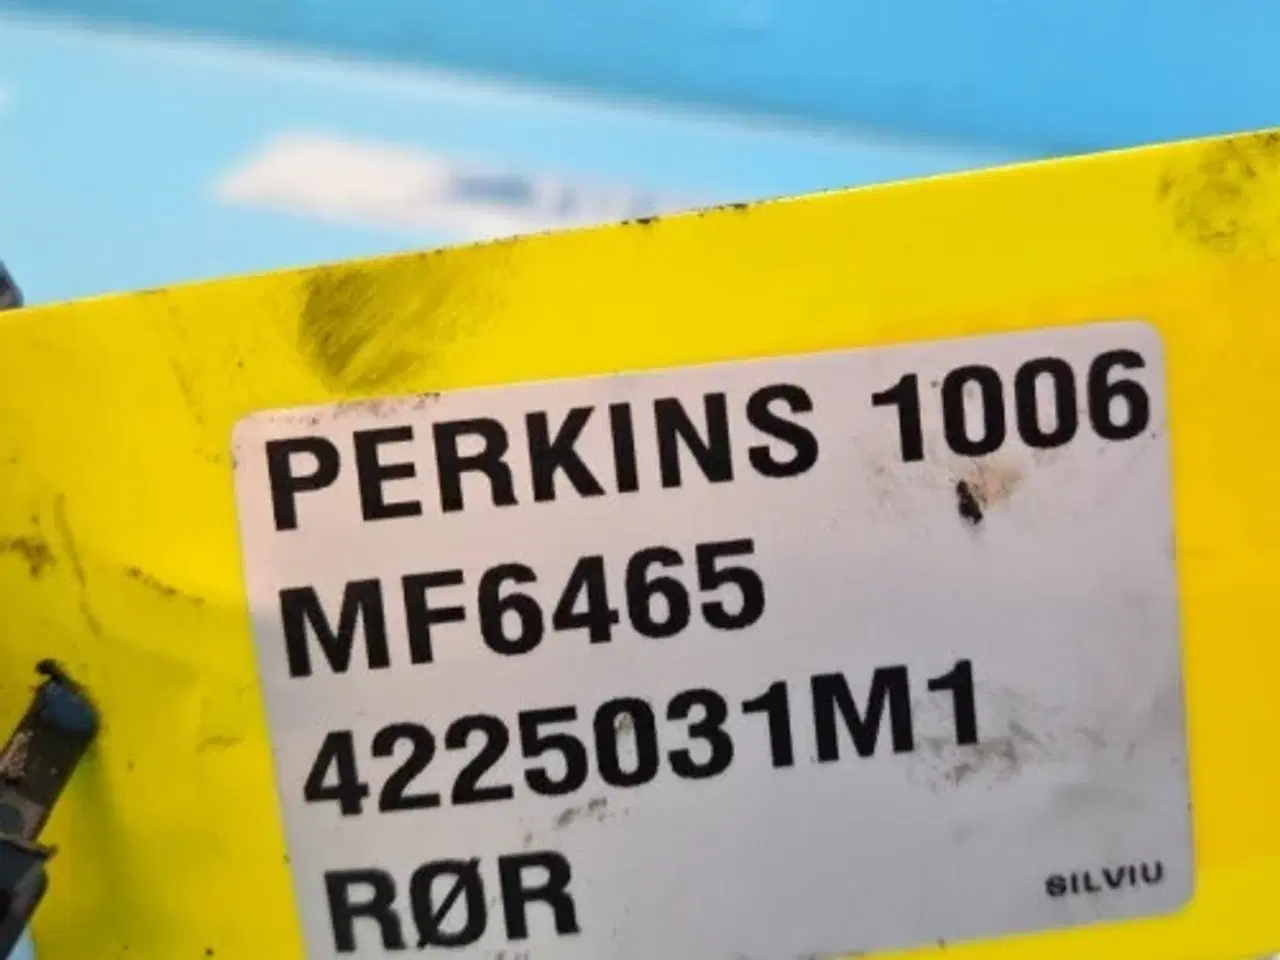 PERKINS 1006
MF6465
4225031M1
RØR
SILVIU